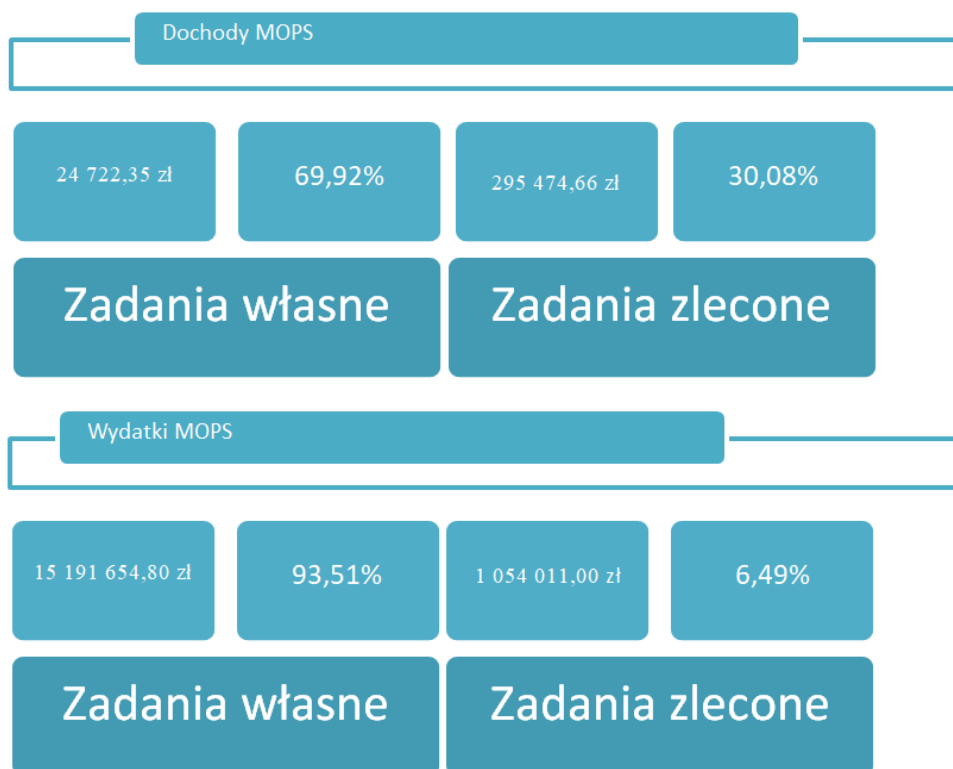 Dochody MOPS
24 722,35 zł
69,92%
295 474,66 zł
30,08%
Zadania własne
Zadania zlecone
Wydatki MOPS
15 191 654,80 zł
93,51%
1 054 011,00 zł
6,49%
Zadania własne
Zadania zlecone